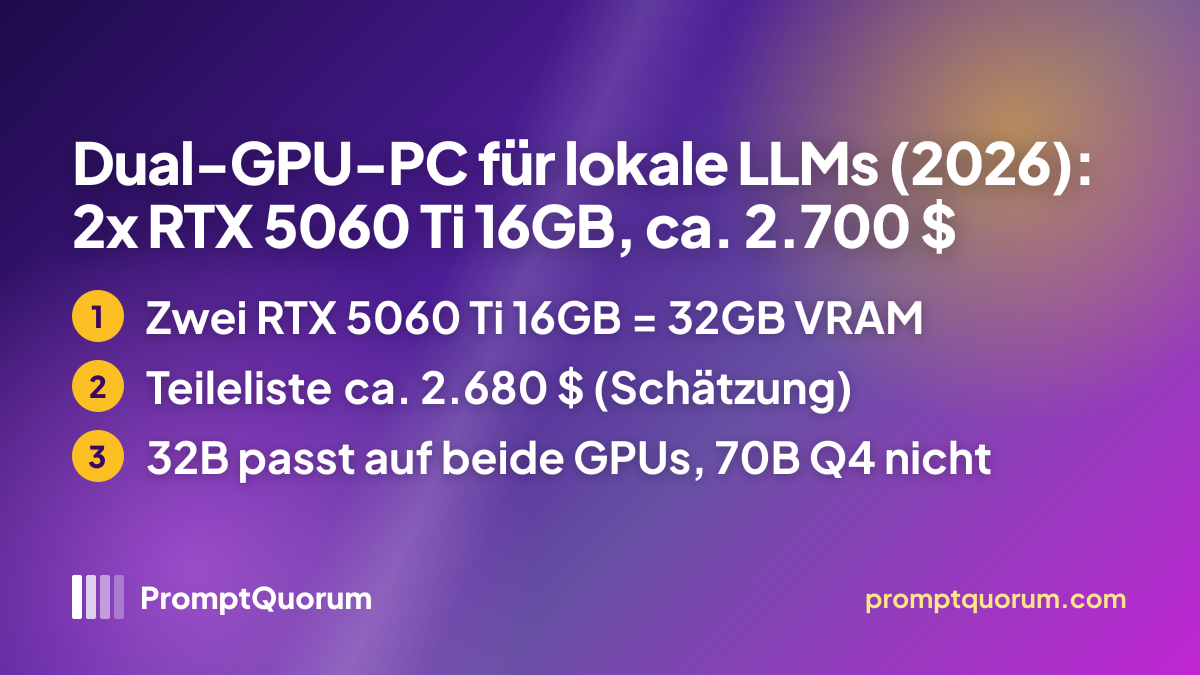 Dual-GPU-PC für lokale LLMs (2026):
2x RTX 5060 Ti 16GB, ca. 2.700 $
1 Zwei RTX 5060 Ti 16GB = 32GB VRAM
2 Teileliste ca. 2.680 $ (Schätzung)
3 32B passt auf beide GPUs, 70B Q4 nicht
PromptQuorum
promptquorum.com